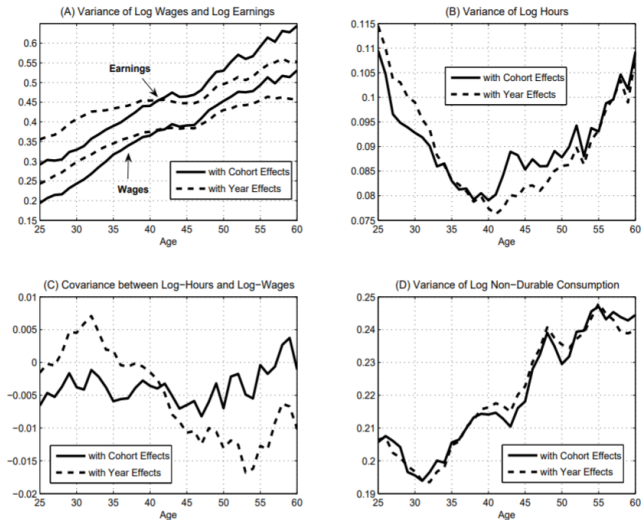 (A) Variance of Log Wages and Log Earnings
0.6
0.55
0.5
0.45
0.4
0.35
0.3
0.25
0.2
0.15
Earnings
Wages
with Cohort Effects
with Year Effects
25 30 35 40 45 50 55 60
Age
(B) Variance of Log Hours
0.115
0.11
0.105
0.1
0.095
0.09
0.085
0.08
0.075
with Cohort Effects
with Year Effects
25 30 35 40 45 50 55 60
Age
(C) Covariance between Log-Hours and Log-Wages
0.01
0.005
0
−0.005
−0.01
−0.015
−0.02
with Cohort Effects
with Year Effects
25 30 35 40 45 50 55 60
Age
(D) Variance of Log Non-Durable Consumption
0.25
0.24
0.23
0.22
0.21
0.2
0.19
with Cohort Effects
with Year Effects
25 30 35 40 45 50 55 60
Age